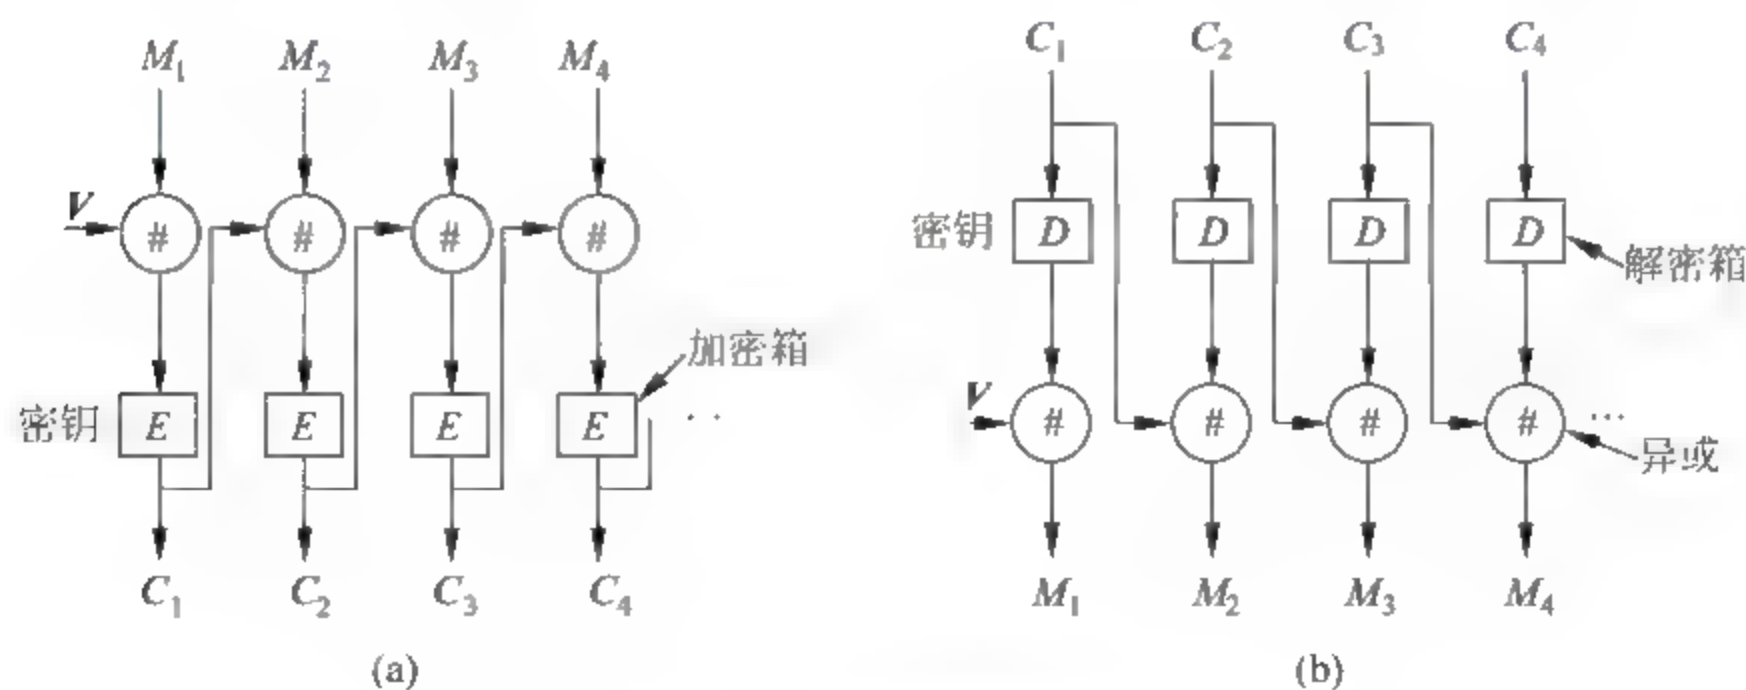 M₁ M₂ M₃ M₄
V # # # #
加密箱
密钥 E E E E ..
C₁ C₂ C₃ C₄
(a)
C₁ C₂ C₃ C₄
密钥 D D D D
解密箱
V # # # # ...
异或
M₁ M₂ M₃ M₄
(b)